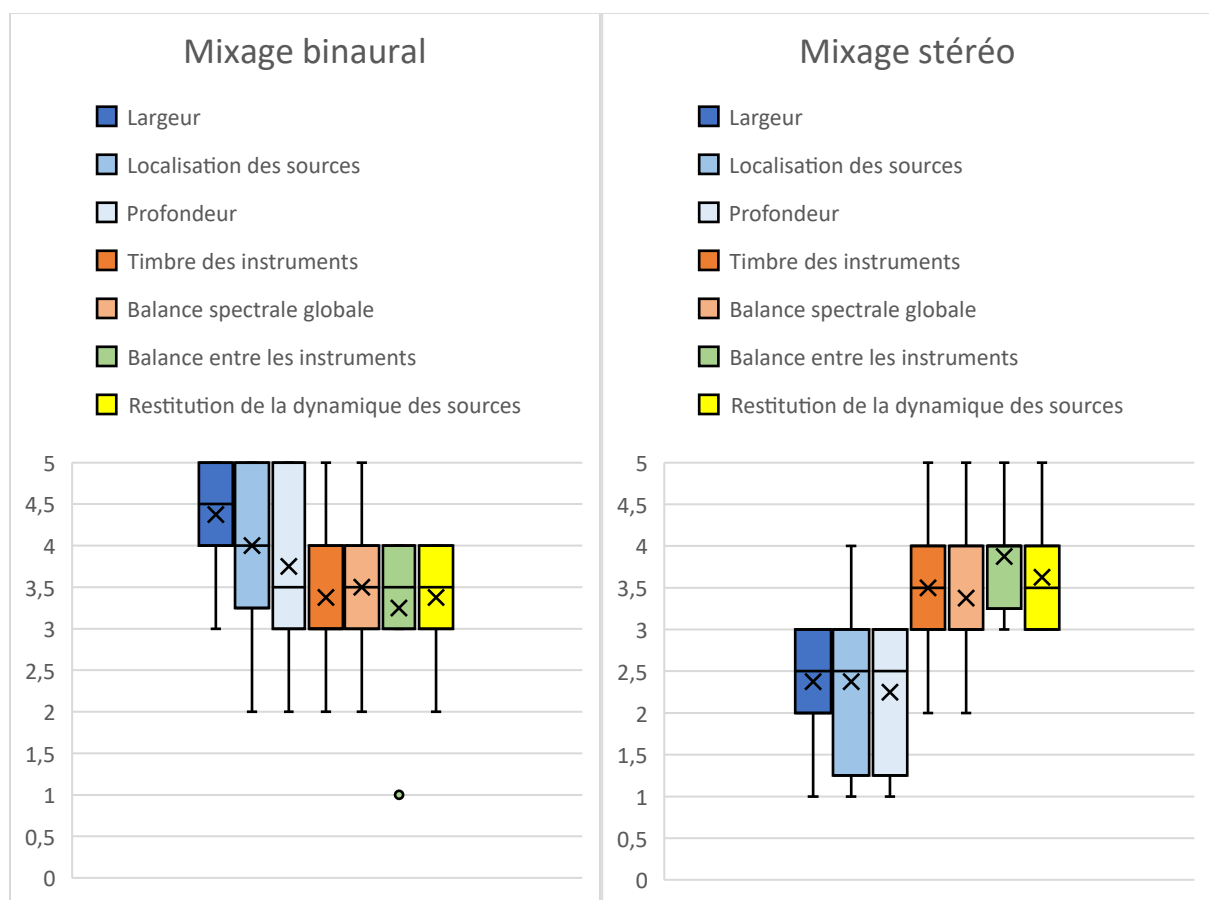 Mixage binaural
Largeur
Localisation des sources
Profondeur
Timbre des instruments
Balance spectrale globale
Balance entre les instruments
Restitution de la dynamique des sources
5
4,5
4
3,5
3
2,5
2
1,5
1
0,5
0
Mixage stéréo
Largeur
Localisation des sources
Profondeur
Timbre des instruments
Balance spectrale globale
Balance entre les instruments
Restitution de la dynamique des sources
5
4,5
4
3,5
3
2,5
2
1,5
1
0,5
0